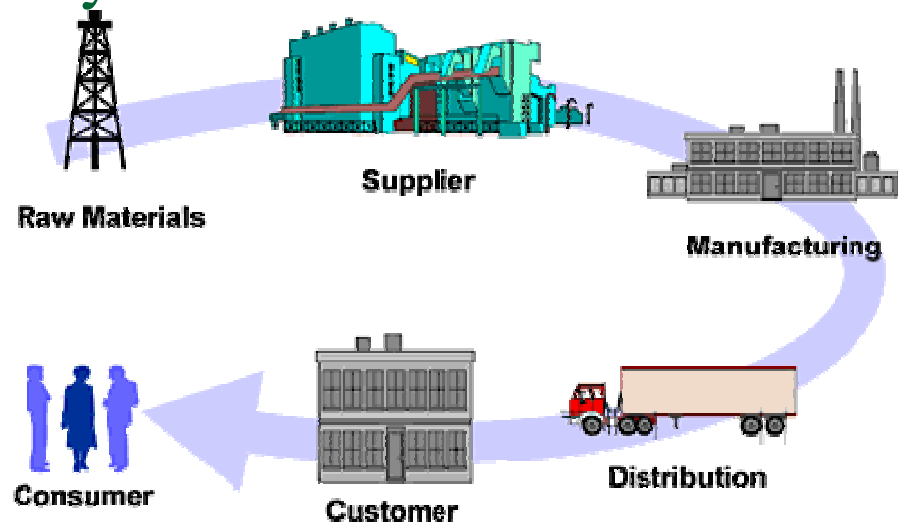 Raw Materials
Supplier
Manufacturing
Distribution
Customer
Consumer